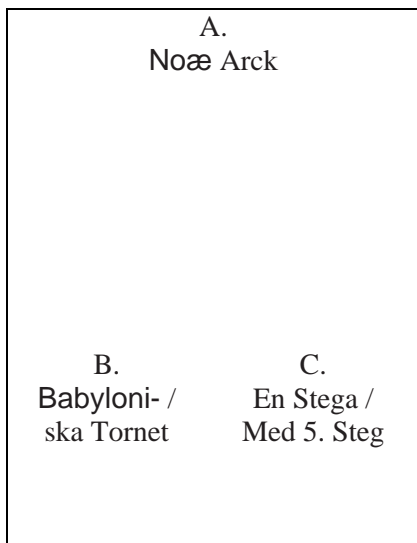 A.
Noæ Arck
B.
Babyloni- /
ska Tornet
C.
En Stega /
Med 5. Steg